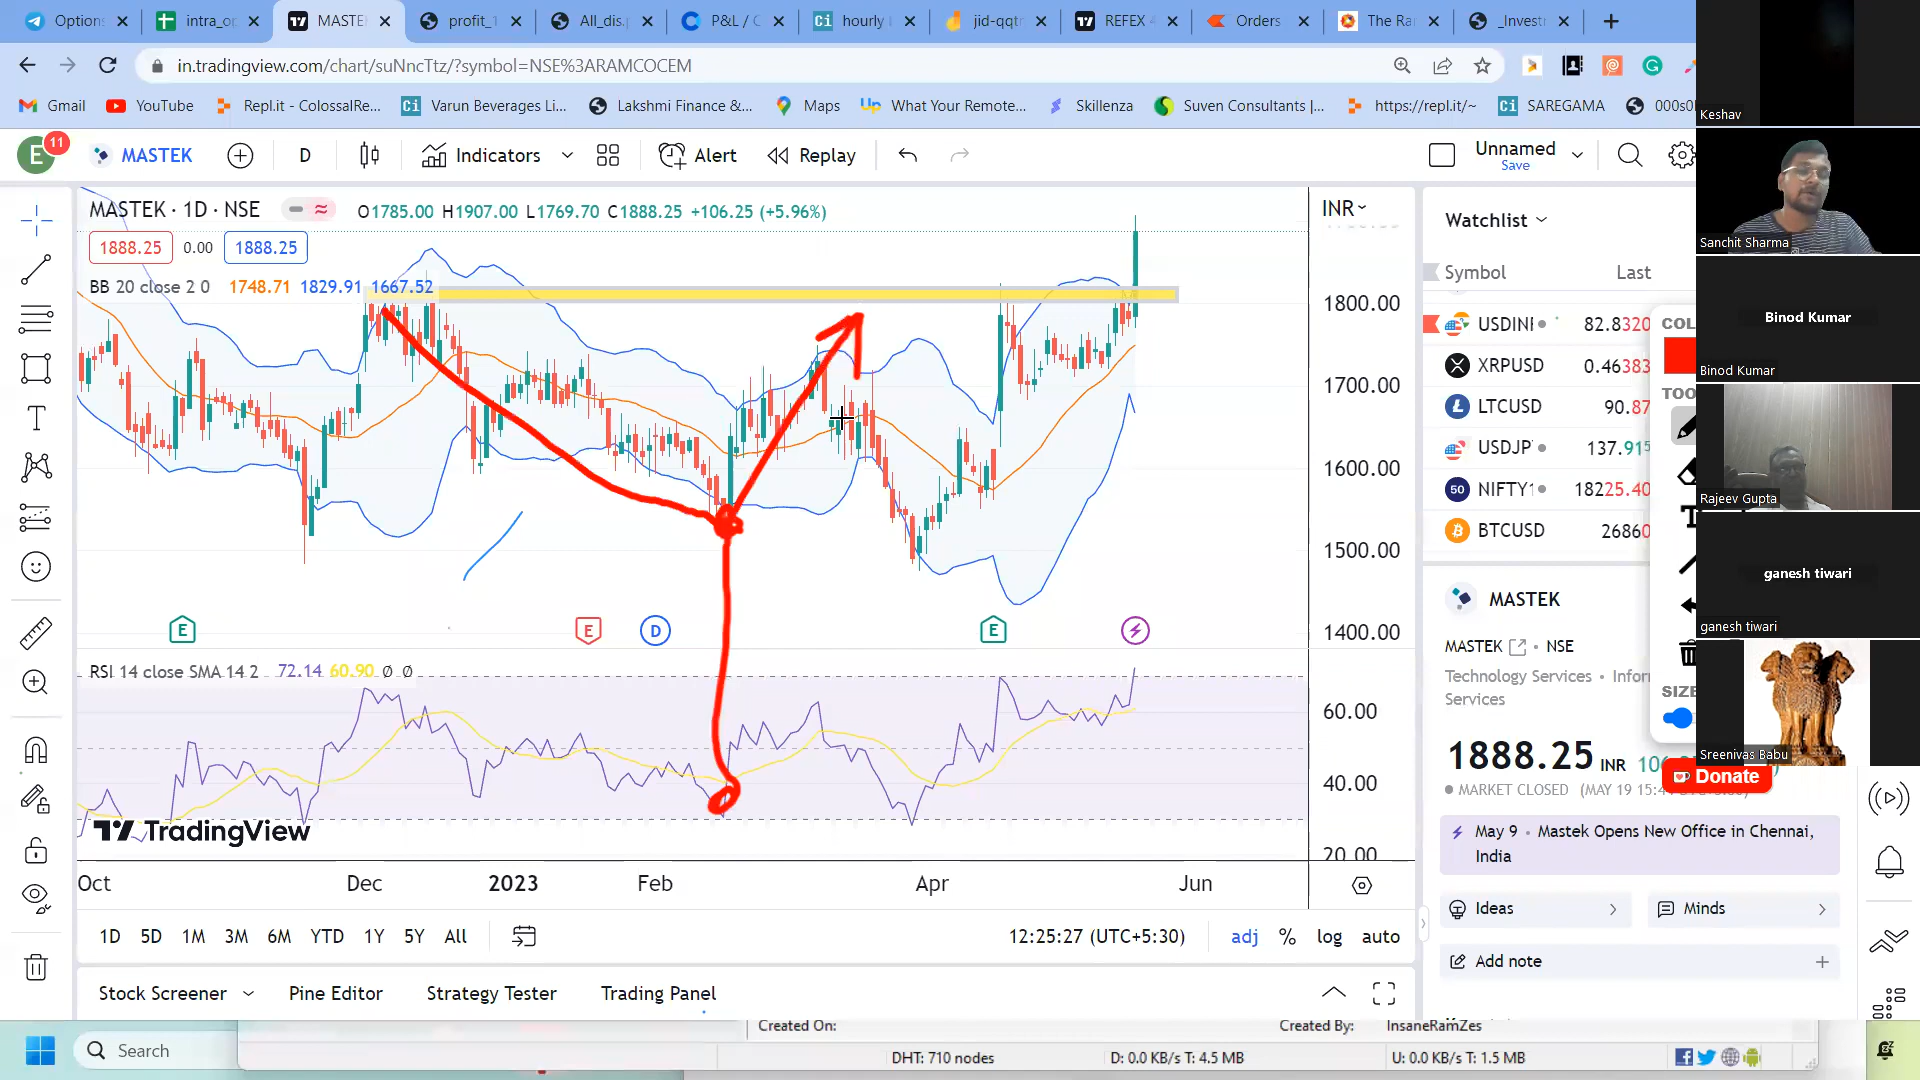 Options
intra_o
MASTE
profit_1
All_dis.p
P&L / C
hourly b
jid-qqtr
REFEX
Orders
The Ra
_Invest
in.tradingview.com/chart/suNncTtz/?symbol=NSE%3ARAMCOCEM
Gmail
YouTube
Repl.it - ColossalRe...
Varun Beverages Li...
Lakshmi Finance &...
Maps
What Your Remote...
Skillenza
Suven Consultants |...
https://repl.it/~
SAREGAMA
000s0
E 11
MASTEK
D
Indicators
Alert
Replay
Unnamed
Save
MASTEK · 1D · NSE
O1785.00 H1907.00 L1769.70 C1888.25 +106.25 (+5.96%)
INR
1888.25 0.00 1888.25
BB 20 close 2 0 1748.71 1829.91 1667.52
1800.00
1700.00
1600.00
1500.00
1400.00
E
E
D
E
RSI 14 close SMA 14 2 72.14 60.90 Ø Ø
60.00
40.00
20.00
TradingView
Oct
Dec
2023
Feb
Apr
Jun
1D 5D 1M 3M 6M YTD 1Y 5Y All
12:25:27 (UTC+5:30)
adj % log auto
Stock Screener
Pine Editor
Strategy Tester
Trading Panel
Watchlist
Symbol Last
USDINR 82.8320
XRPUSD 0.46383
LTCUSD 90.87
USDJP 137.915
50 NIFTY1 18225.40
BTCUSD 26860
COL
TOO
SIZE
MASTEK
MASTEK · NSE
Technology Services • Infor
Services
1888.25 INR
Donate
MARKET CLOSED
May 9 • Mastek Opens New Office in Chennai,
India
Ideas
Minds
Add note
Keshav
Sanchit Sharma
Binod Kumar
Binod Kumar
Rajeev Gupta
ganesh tiwari
ganesh tiwari
Sreenivas Babu
Search
Created On:
Created By:
InsaneRamZes
DHT: 710 nodes
D: 0.0 KB/s T: 4.5 MB
U: 0.0 KB/s T: 1.5 MB